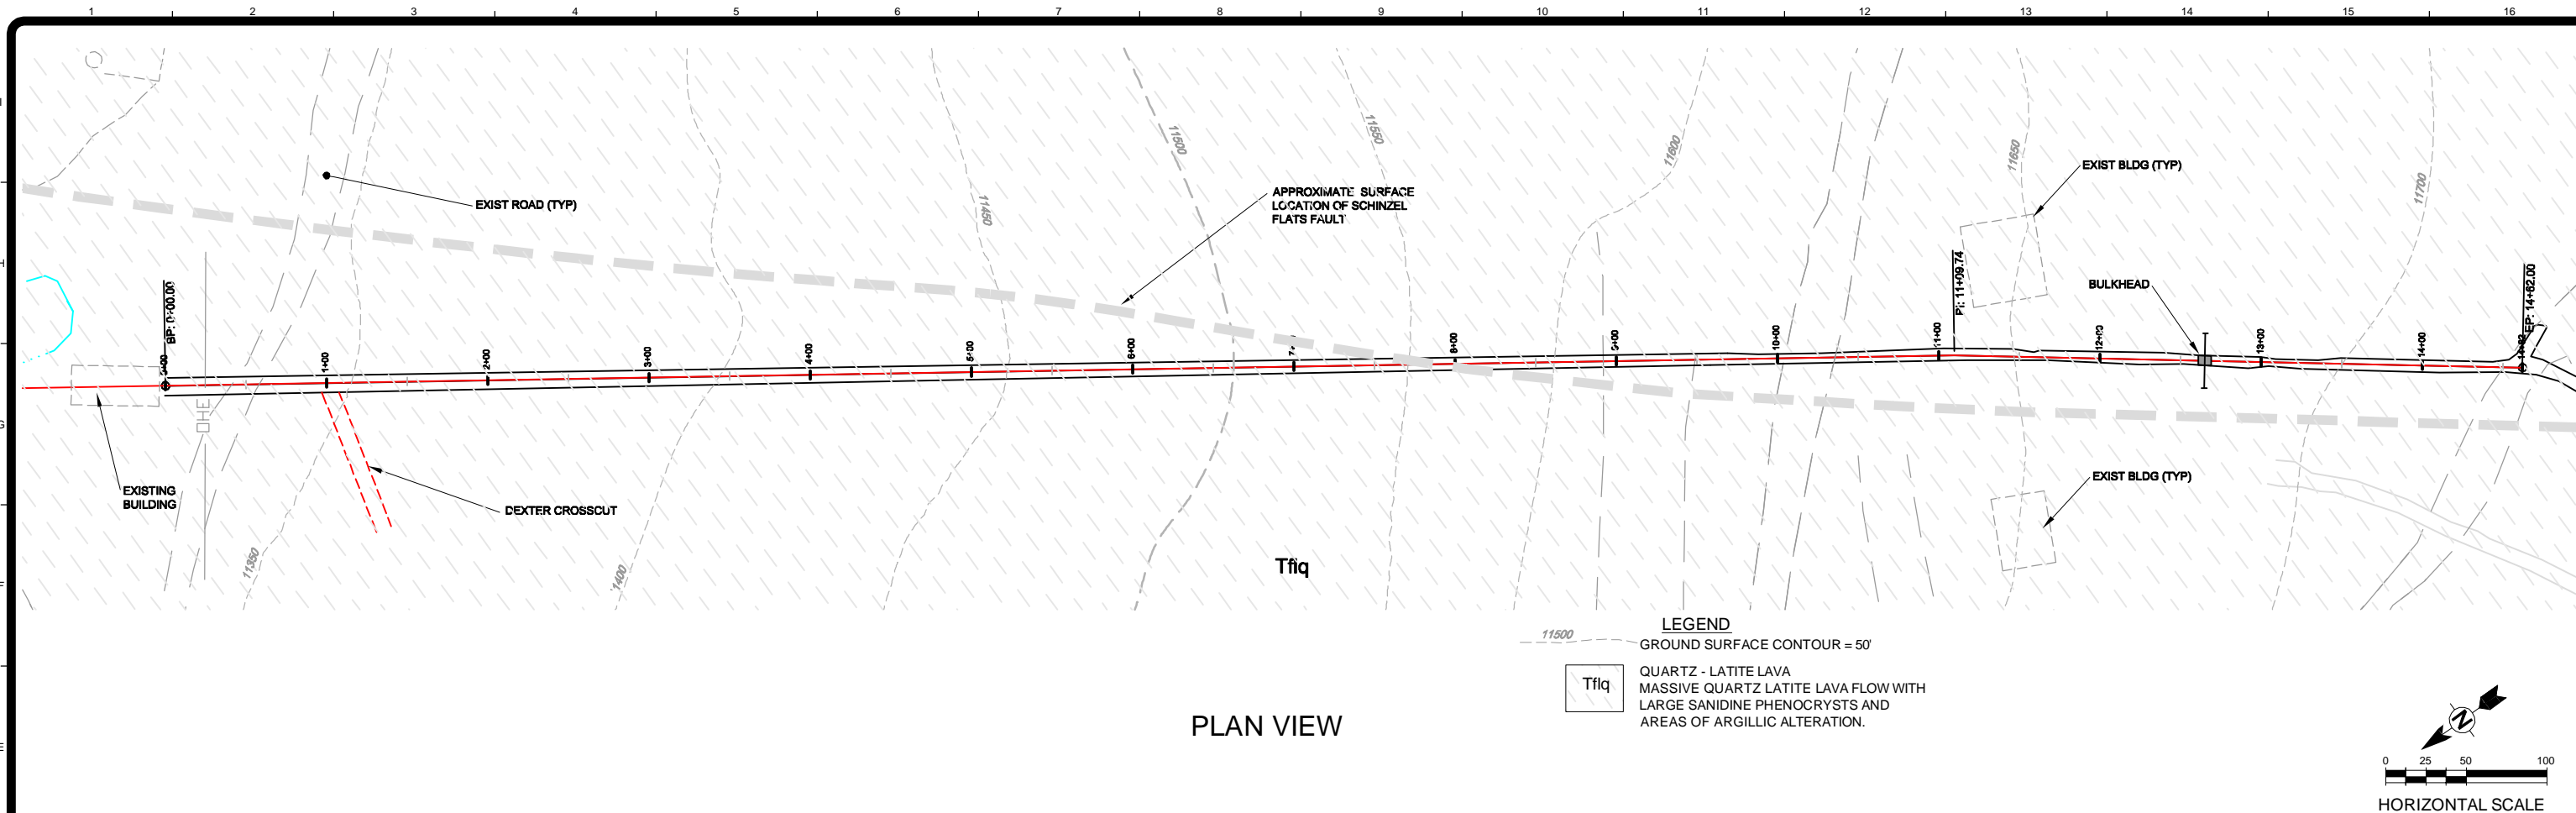 1 2 3 4 5 6 7 8 9 10 11 12 13 14 15 16
H
G
F
E
EXIST ROAD (TYP)
APPROXIMATE SURFACE
LOCATION OF SCHINZEL
FLATS FAULT
EXIST BLDG (TYP)
BULKHEAD
11450
11500
11550
11600
11650
11700
BP: 0+00.00
PI: 11+09.74
EP: 14+62.00
0+00 1+00 2+00 3+00 4+00 5+00 6+00 8+00 9+00 10+00 11+00 12+00 13+00 14+00
OHE
EXISTING
BUILDING
DEXTER CROSSCUT
EXIST BLDG (TYP)
11350
1400
Tflq
LEGEND
11500
GROUND SURFACE CONTOUR = 50'
Tflq
QUARTZ - LATITE LAVA
MASSIVE QUARTZ LATITE LAVA FLOW WITH
LARGE SANIDINE PHENOCRYSTS AND
AREAS OF ARGILLIC ALTERATION.
PLAN VIEW
N
0 25 50 100
HORIZONTAL SCALE